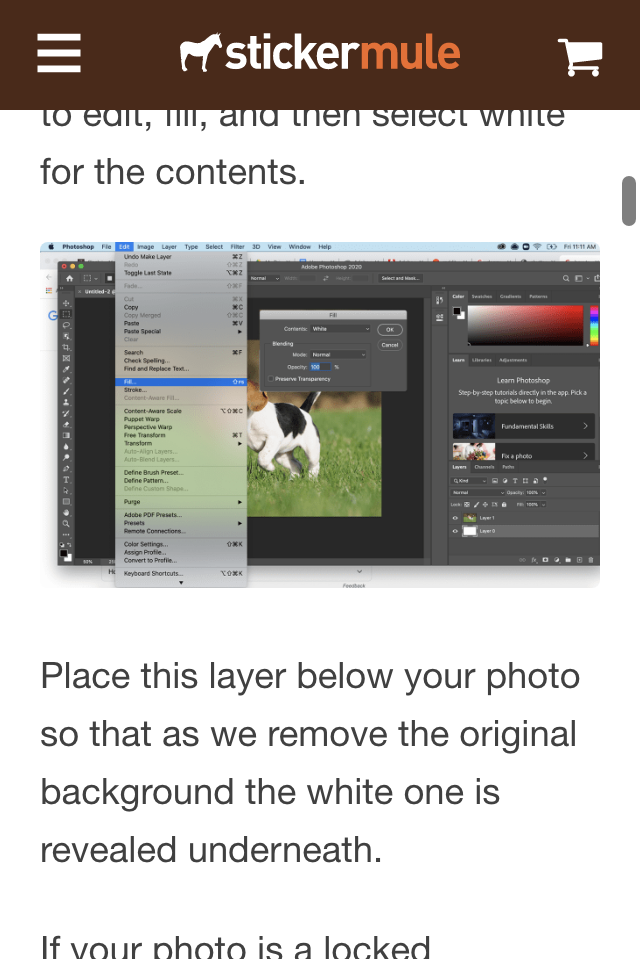 stickermule
to edit, fill, and then select white
for the contents.
Photoshop File Edit Image Layer Type Select Filter 3D View Window Help
Fri 11:11 AM
Adobe Photoshop 2020
Undo Make Layer ⌘Z
Redo ⇧⌘Z
Toggle Last State ⌥⌘Z
Fade... ⇧⌘F
Cut ⌘X
Copy ⌘C
Copy Merged ⇧⌘C
Paste ⌘V
Paste Special
Clear
Search ⌘F
Check Spelling...
Find and Replace Text...
Fill... ⇧F5
Stroke...
Content-Aware Fill...
Content-Aware Scale ⌥⇧⌘C
Puppet Warp
Perspective Warp
Free Transform ⌘T
Transform
Auto-Align Layers...
Auto-Blend Layers...
Define Brush Preset...
Define Pattern...
Define Custom Shape...
Purge
Adobe PDF Presets...
Presets
Remote Connections...
Color Settings... ⇧⌘K
Assign Profile...
Convert to Profile...
Keyboard Shortcuts... ⌥⇧⌘K
Untitled-2
50%
Normal
Select and Mask...
Fill
Contents: White
OK
Cancel
Blending
Mode: Normal
Opacity: 100 %
Preserve Transparency
Color Swatches Gradients Patterns
Learn Libraries Adjustments
Learn Photoshop
Step-by-step tutorials directly in the app. Pick a
topic below to begin.
Fundamental Skills
Fix a photo
Layers Channels Paths
Kind
Normal Opacity: 100%
Lock: Fill: 100%
Layer 1
Layer 0
Feedback
Place this layer below your photo
so that as we remove the original
background the white one is
revealed underneath.
If your photo is a locked